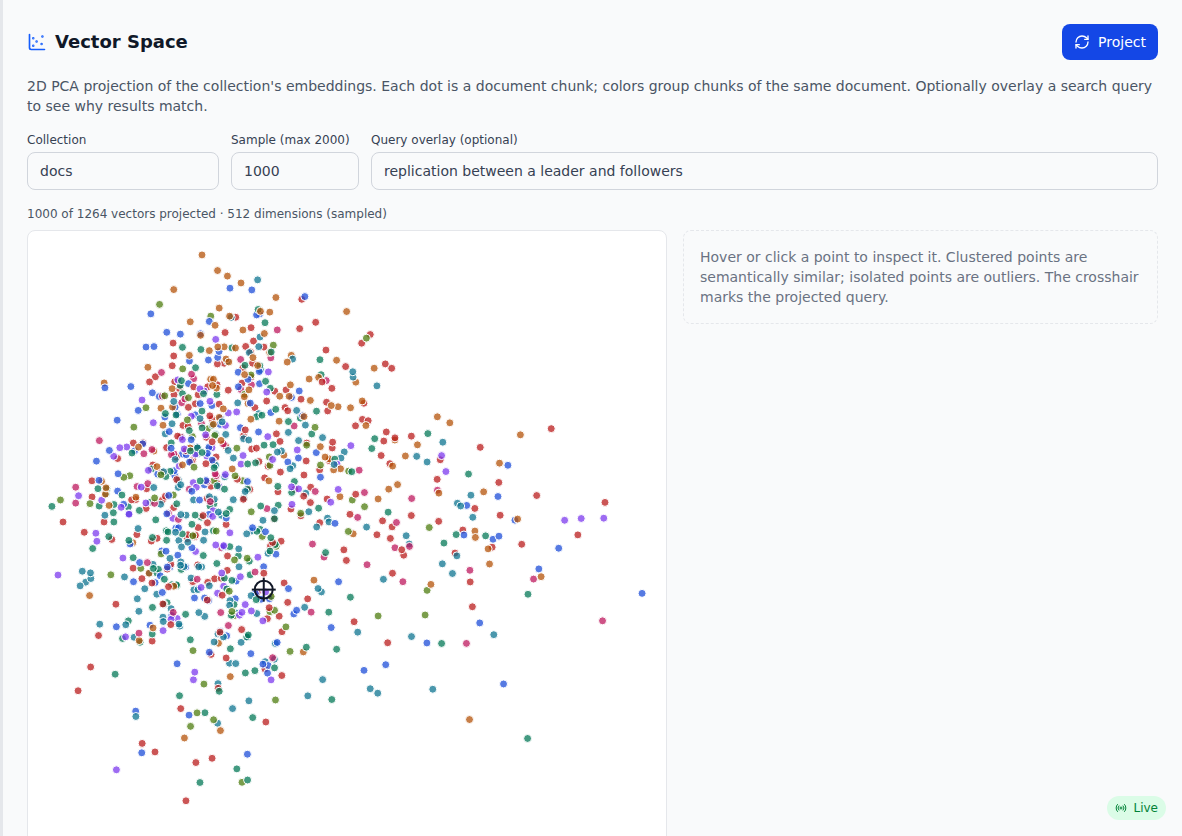 Vector Space
Project
2D PCA projection of the collection's embeddings. Each dot is a document chunk; colors group chunks of the same document. Optionally overlay a search query
to see why results match.
Collection
Sample (max 2000)
Query overlay (optional)
docs
1000
replication between a leader and followers
1000 of 1264 vectors projected · 512 dimensions (sampled)
Hover or click a point to inspect it. Clustered points are
semantically similar; isolated points are outliers. The crosshair
marks the projected query.
Live